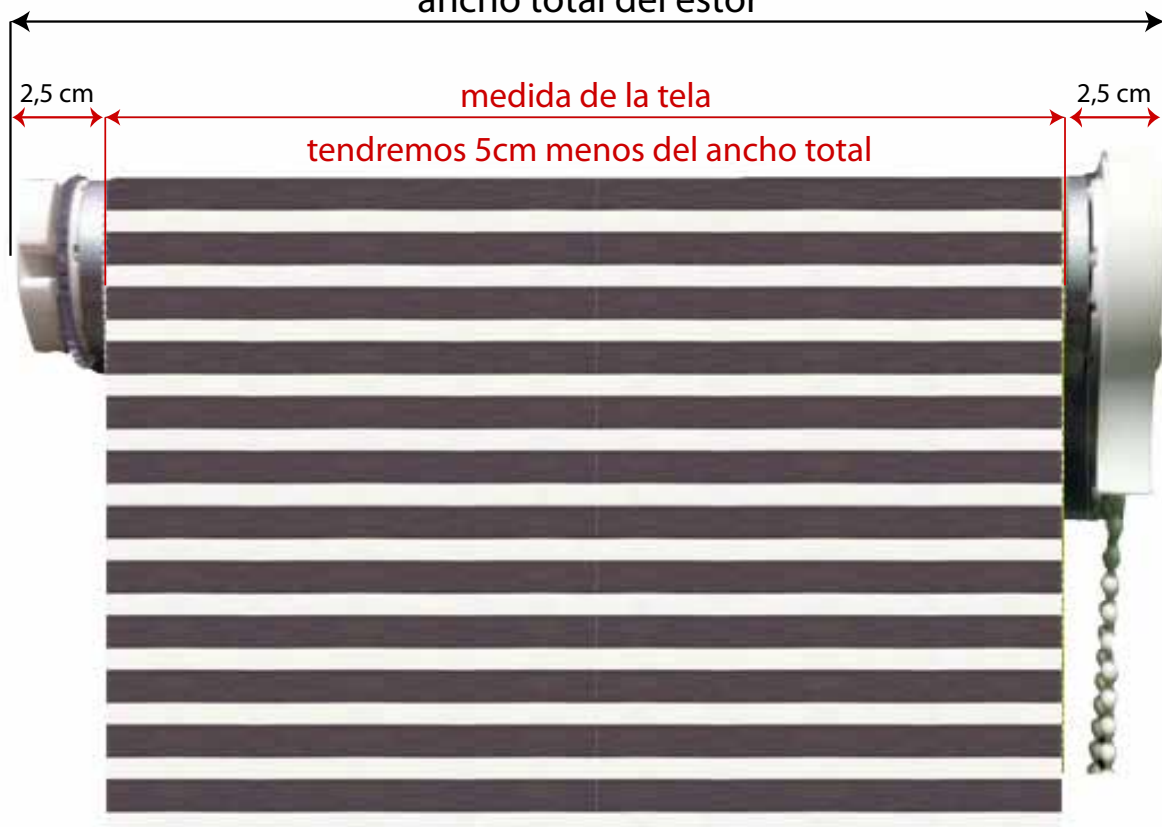 ancho total del estor
2,5 cm
medida de la tela
2,5 cm
tendremos 5cm menos del ancho total